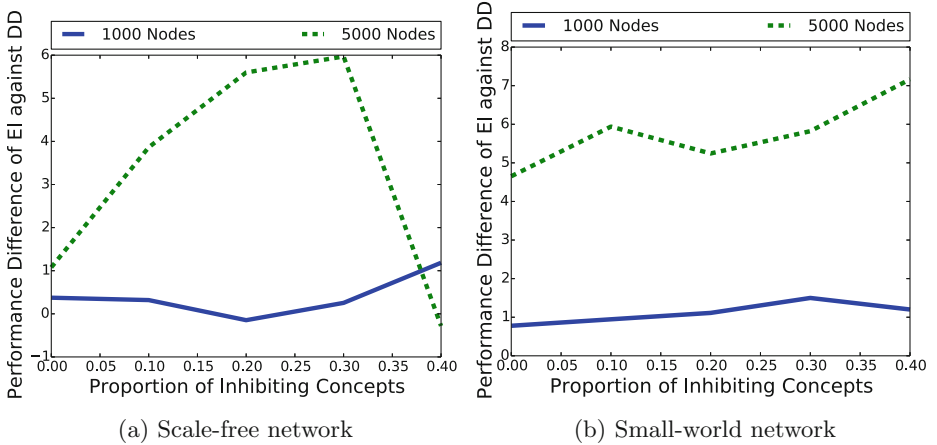 1000 Nodes 5000 Nodes
Performance Difference of EI against DD
6
5
4
3
2
1
0
−1
0.00 0.05 0.10 0.15 0.20 0.25 0.30 0.35 0.40
Proportion of Inhibiting Concepts
(a) Scale-free network
1000 Nodes 5000 Nodes
Performance Difference of EI against DD
8
7
6
5
4
3
2
1
0
0.00 0.05 0.10 0.15 0.20 0.25 0.30 0.35 0.40
Proportion of Inhibiting Concepts
(b) Small-world network